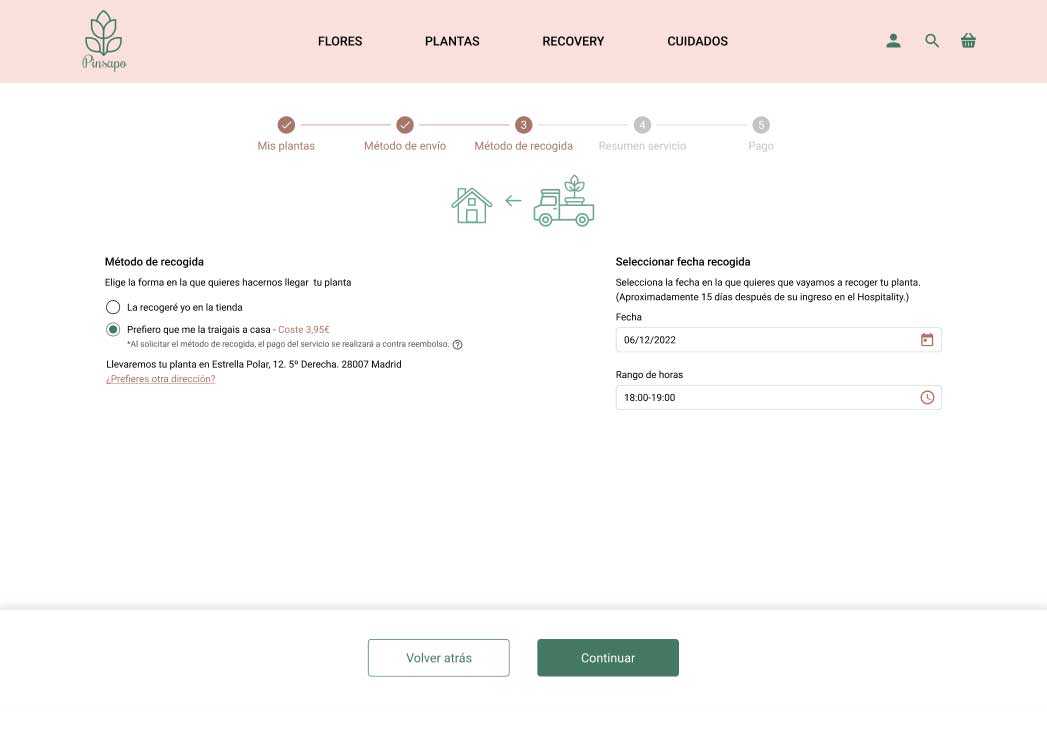 Pinsapo
FLORES
PLANTAS
RECOVERY
CUIDADOS
3
4
5
Mis plantas
Método de envío
Método de recogida
Resumen servicio
Pago
Método de recogida
Elige la forma en la que quieres hacernos llegar tu planta
La recogeré yo en la tienda
Prefiero que me la traigais a casa - Coste 3,95€
*Al solicitar el método de recogida, el pago del servicio se realizará a contra reembolso. ?
Llevaremos tu planta en Estrella Polar, 12. 5º Derecha. 28007 Madrid
¿Prefieres otra dirección?
Seleccionar fecha recogida
Selecciona la fecha en la que quieres que vayamos a recoger tu planta.
(Aproximadamente 15 días después de su ingreso en el Hospitality.)
Fecha
06/12/2022
Rango de horas
18:00-19:00
Volver atrás
Continuar